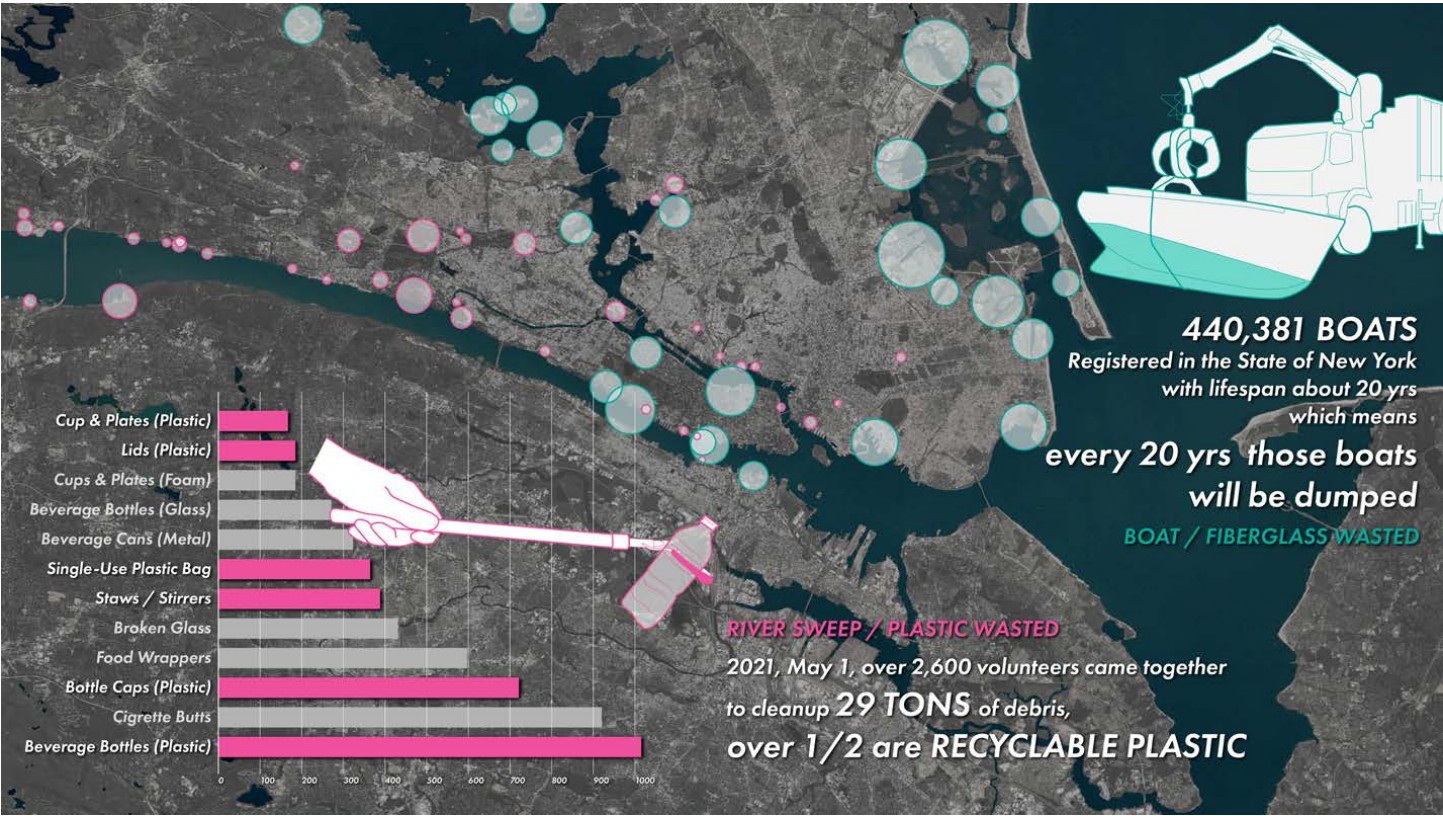 440,381 BOATS
Registered in the State of New York
with lifespan about 20 yrs
which means
every 20 yrs those boats
will be dumped
BOAT / FIBERGLASS WASTED
Cup & Plates (Plastic)
Lids (Plastic)
Cups & Plates (Foam)
Beverage Bottles (Glass)
Beverage Cans (Metal)
Single-Use Plastic Bag
Staws / Stirrers
Broken Glass
Food Wrappers
Bottle Caps (Plastic)
Cigrette Butts
Beverage Bottles (Plastic)
0 100 200 300 400 500 600 700 800 900 1000
RIVER SWEEP / PLASTIC WASTED
2021, May 1, over 2,600 volunteers came together
to cleanup 29 TONS of debris,
over 1/2 are RECYCLABLE PLASTIC